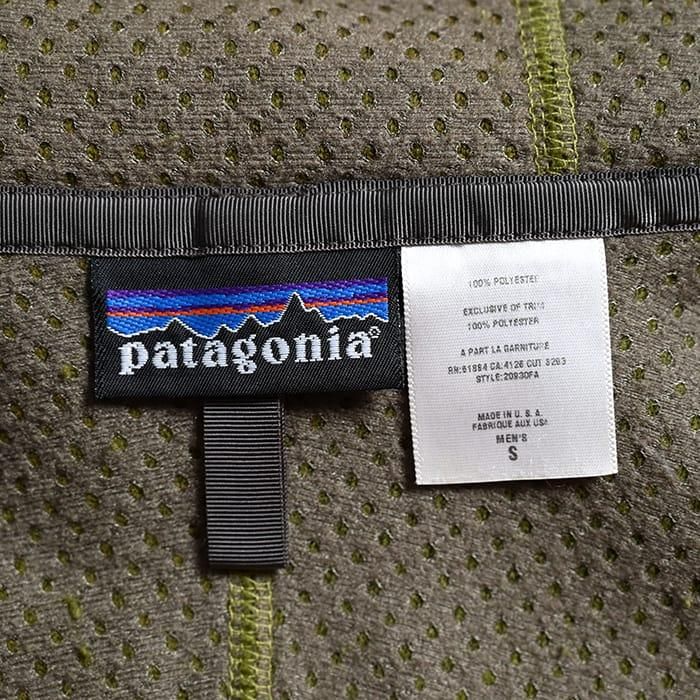 patagonia®
100% POLYESTER
EXCLUSIVE OF TRIM
100% POLYESTER
A PART LA GARNITURE
RN:51884 CA:4126 CUT 3293
STYLE:20930FA
MADE IN U. S. A.
FABRIQUE AUX USA
MEN'S
S